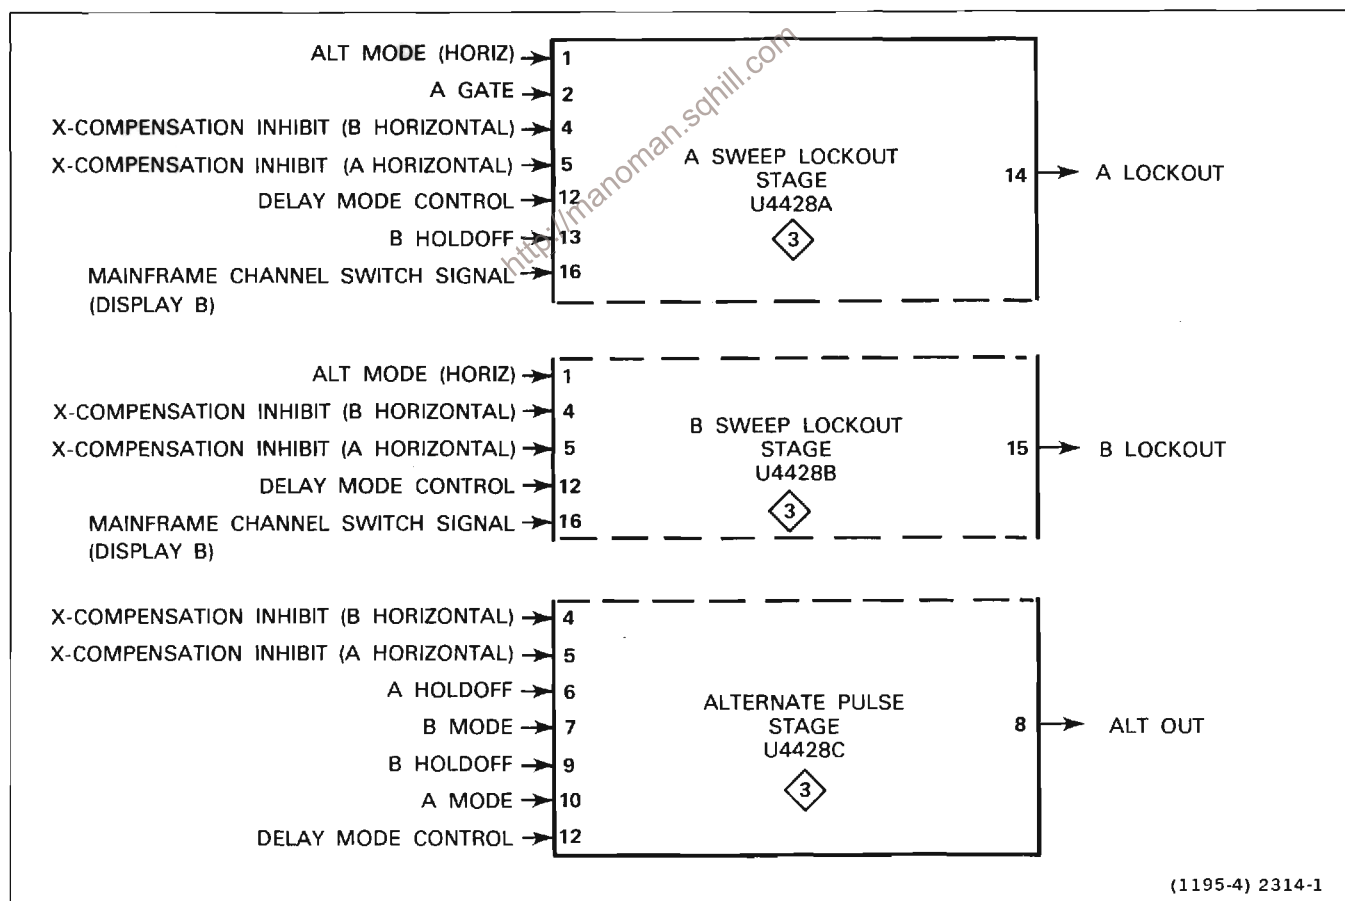 ALT MODE (HORIZ) 1
A GATE 2
X-COMPENSATION INHIBIT (B HORIZONTAL) 4
X-COMPENSATION INHIBIT (A HORIZONTAL) 5
DELAY MODE CONTROL 12
B HOLDOFF 13
MAINFRAME CHANNEL SWITCH SIGNAL 16
(DISPLAY B)
A SWEEP LOCKOUT
STAGE
U4428A
3
14 A LOCKOUT
http://manoman.sqhill.com
ALT MODE (HORIZ) 1
X-COMPENSATION INHIBIT (B HORIZONTAL) 4
X-COMPENSATION INHIBIT (A HORIZONTAL) 5
DELAY MODE CONTROL 12
MAINFRAME CHANNEL SWITCH SIGNAL 16
(DISPLAY B)
B SWEEP LOCKOUT
STAGE
U4428B
3
15 B LOCKOUT
X-COMPENSATION INHIBIT (B HORIZONTAL) 4
X-COMPENSATION INHIBIT (A HORIZONTAL) 5
A HOLDOFF 6
B MODE 7
B HOLDOFF 9
A MODE 10
DELAY MODE CONTROL 12
ALTERNATE PULSE
STAGE
U4428C
3
8 ALT OUT
(1195-4) 2314-1